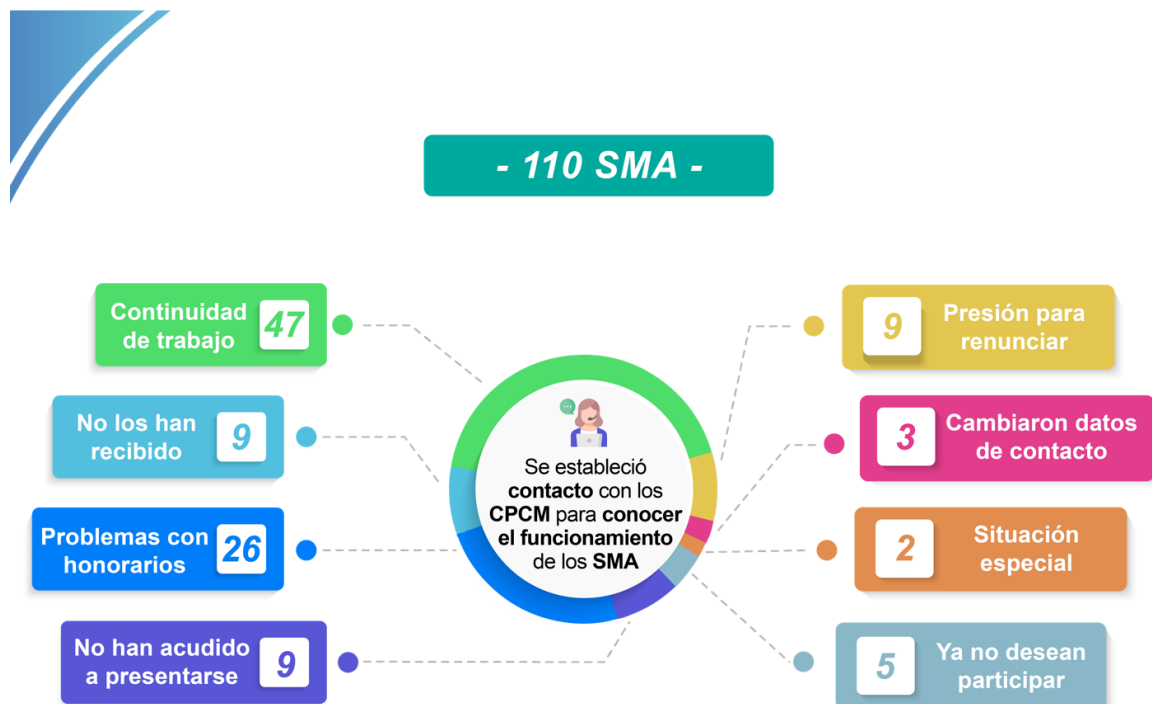 - 110 SMA -
Continuidad
de trabajo
47
No los han
recibido
9
Problemas con
honorarios
26
No han acudido
a presentarse
9
Se estableció
contacto con los
CPCM para conocer
el funcionamiento
de los SMA
9
Presión para
renunciar
3
Cambiaron datos
de contacto
2
Situación
especial
5
Ya no desean
participar